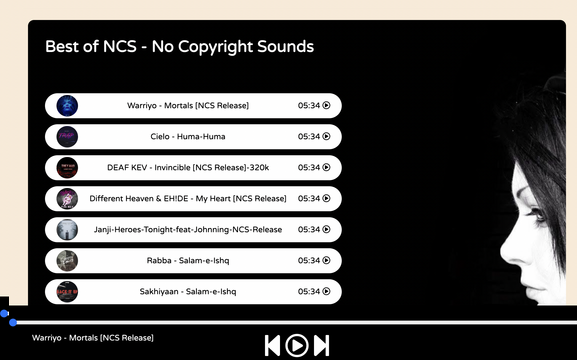 Best of NCS - No Copyright Sounds
Warriyo - Mortals [NCS Release] 05:34
Cielo - Huma-Huma 05:34
DEAF KEV - Invincible [NCS Release]-320k 05:34
Different Heaven & EH!DE - My Heart [NCS Release] 05:34
Janji-Heroes-Tonight-feat-Johnning-NCS-Release 05:34
Rabba - Salam-e-Ishq 05:34
Sakhiyaan - Salam-e-Ishq 05:34
Warriyo - Mortals [NCS Release]